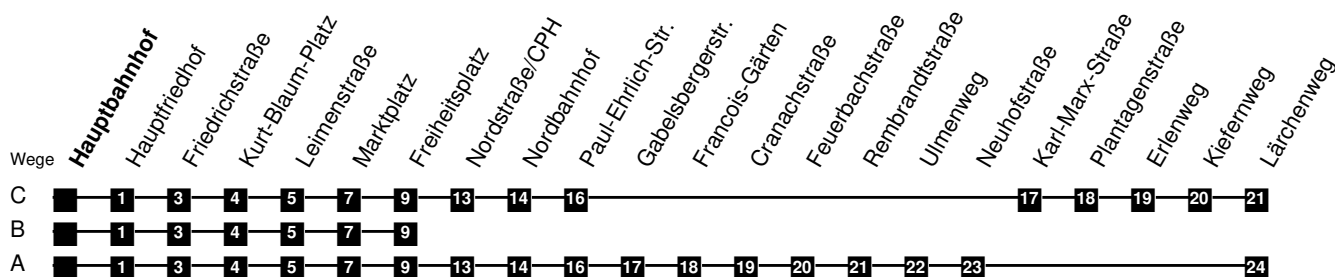 Hauptbahnhof
Hauptfriedhof
Friedrichstraße
Kurt-Blaum-Platz
Leimenstraße
Marktplatz
Freiheitsplatz
Nordstraße/CPH
Nordbahnhof
Paul-Ehrlich-Str.
Gabelsbergerstr.
Francois-Gärten
Cranachstraße
Feuerbachstraße
Rembrandtstraße
Ulmenweg
Neuhofstraße
Karl-Marx-Straße
Plantagenstraße
Erlenweg
Kiefernweg
Lärchenweg
Wege
C 1 3 4 5 7 9 13 14 16 17 18 19 20 21
B 1 3 4 5 7 9
A 1 3 4 5 7 9 13 14 16 17 18 19 20 21 22 23 24